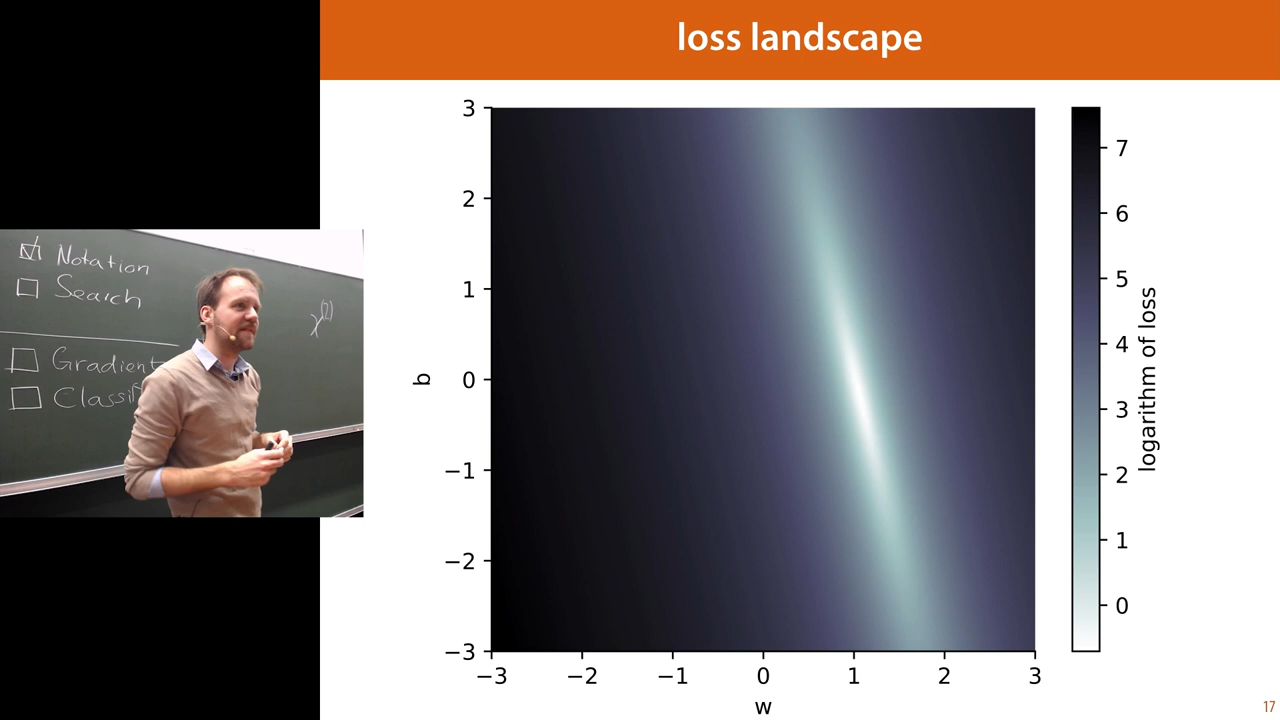 loss landscape
Notation
Search
Gradient
x(2)
3
2
1
0
−1
−2
−3
b
−3 −2 −1 0 1 2 3
w
7
6
5
4
3
2
1
0
logarithm of loss
17